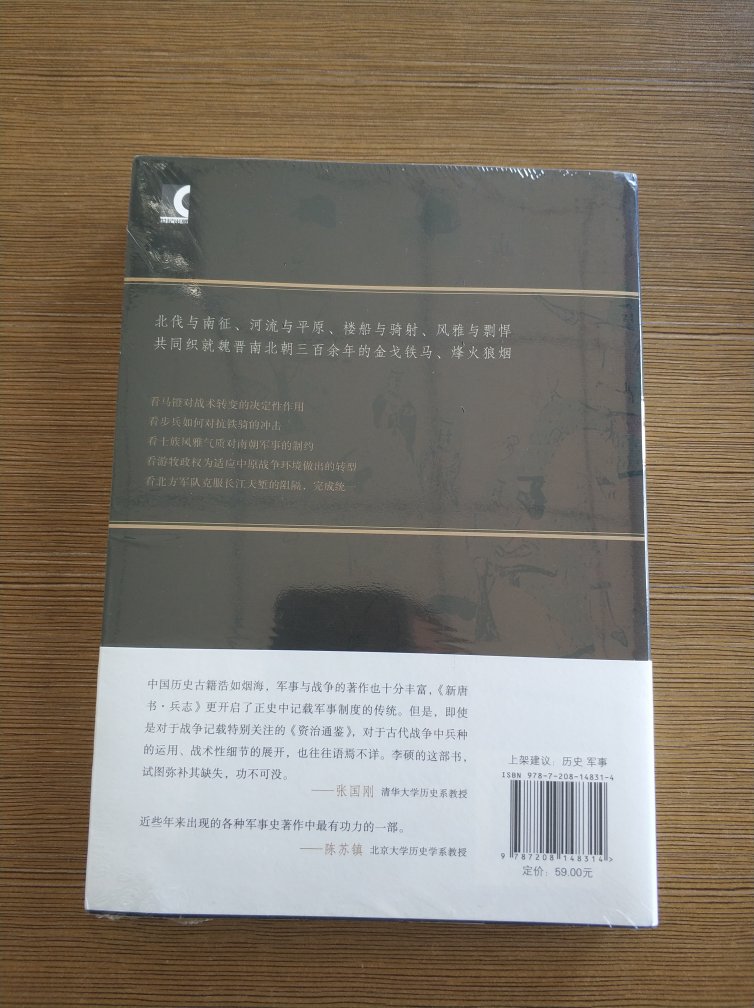 北伐与南征、河流与平原、楼船与骑射、风雅与剽悍
共同织就魏晋南北朝三百余年的金戈铁马、烽火狼烟
看马镫对战术转变的决定性作用
看步兵如何对抗铁骑的冲击
看士族风雅气质对南朝军事的制约
看游牧政权为适应中原战争环境做出的转型
看北方军队克服长江天堑的阻隔，完成统一
中国历史古籍浩如烟海，军事与战争的著作也十分丰富，《新唐
书·兵志》更开启了正史中记载军事制度的传统。但是，即使
是对于战争记载特别关注的《资治通鉴》，对于古代战争中兵种
的运用、战术性细节的展开，也往往语焉不详。李硕的这部书，
试图弥补其缺失，功不可没。
——张国刚 清华大学历史系教授
近些年来出现的各种军事史著作中最有功力的一部。
——陈苏镇 北京大学历史学系教授
上架建议：历史 军事
ISBN 978-7-208-14831-4
9 787208 148314 >
定价：59.00元